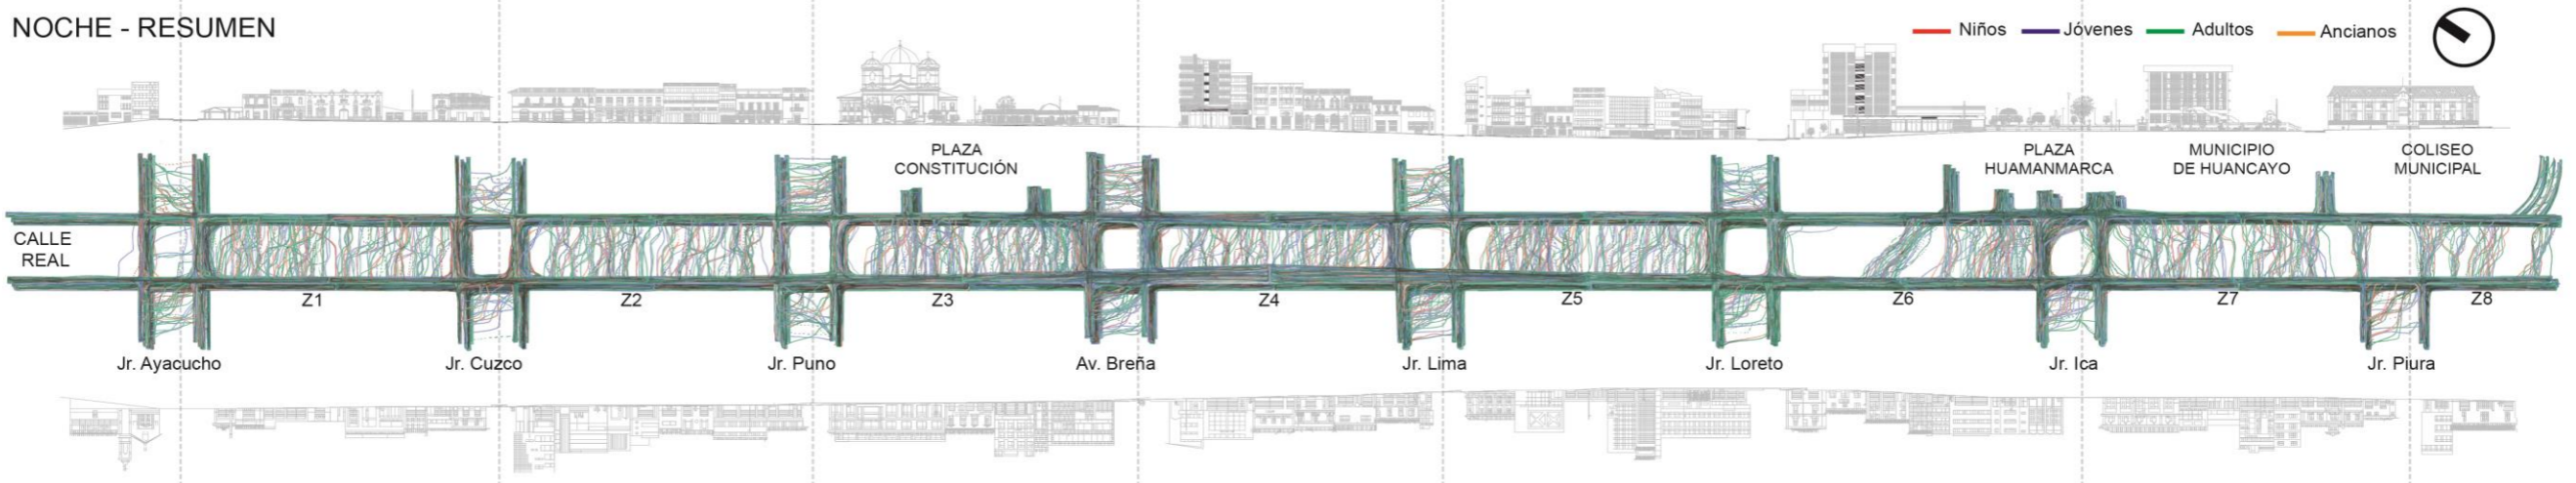 NOCHE - RESUMEN
Niños Jóvenes Adultos Ancianos
PLAZA
CONSTITUCIÓN
PLAZA
HUAMANMARCA
MUNICIPIO
DE HUANCAYO
COLISEO
MUNICIPAL
CALLE
REAL
Z1 Z2 Z3 Z4 Z5 Z6 Z7 Z8
Jr. Ayacucho Jr. Cuzco Jr. Puno Av. Breña Jr. Lima Jr. Loreto Jr. Ica Jr. Piura